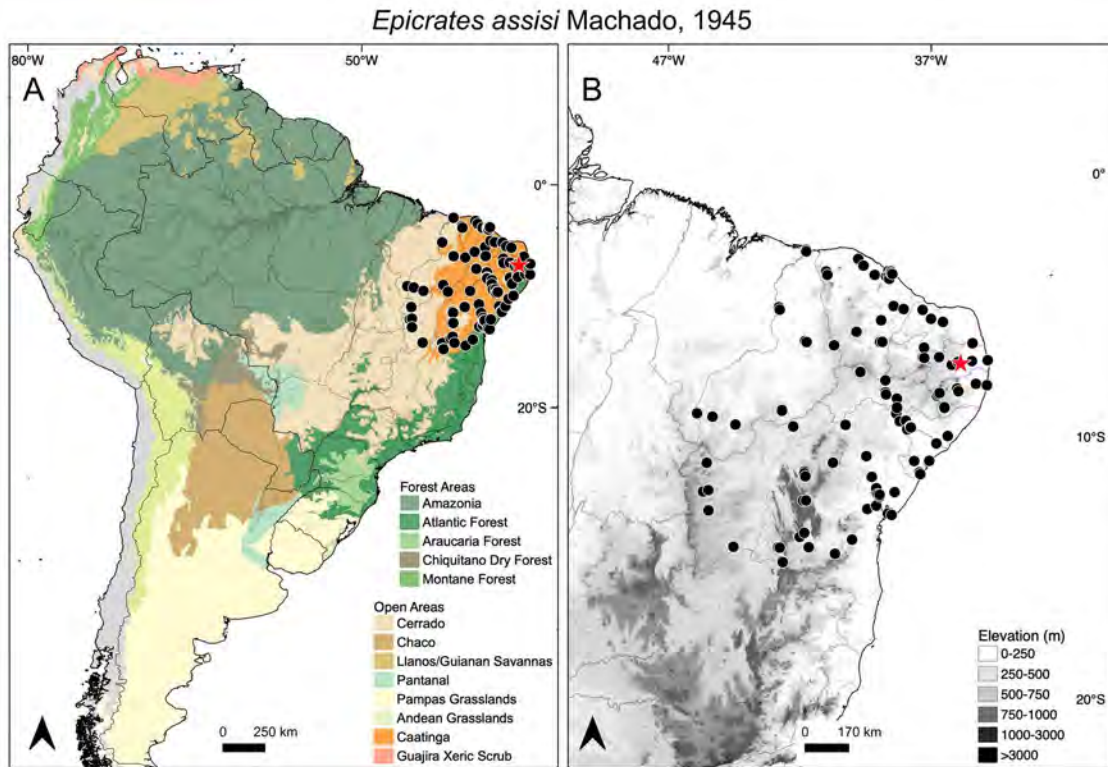 Epicrates assisi Machado, 1945
A
80°W
50°W
0°
20°S
Forest Areas
Amazonia
Atlantic Forest
Araucaria Forest
Chiquitano Dry Forest
Montane Forest
Open Areas
Cerrado
Chaco
Llanos/Guianan Savannas
Pantanal
Pampas Grasslands
Andean Grasslands
Caatinga
Guajira Xeric Scrub
0 250 km
B
47°W
37°W
0°
10°S
20°S
Elevation (m)
0-250
250-500
500-750
750-1000
1000-3000
>3000
0 170 km